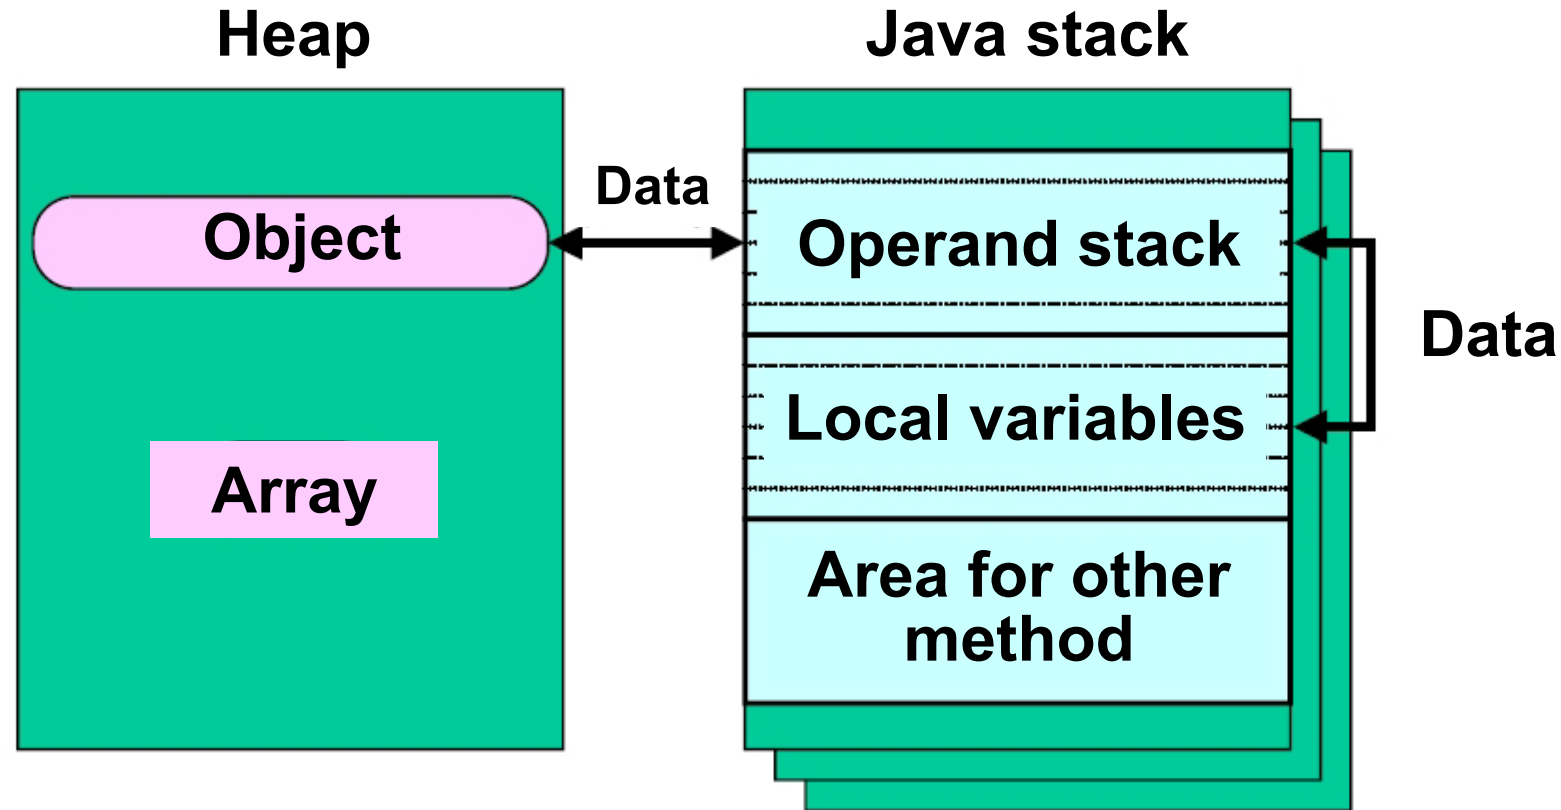 Heap
Java stack
Data
Object
Operand stack
Data
Local variables
Array
Area for other
method